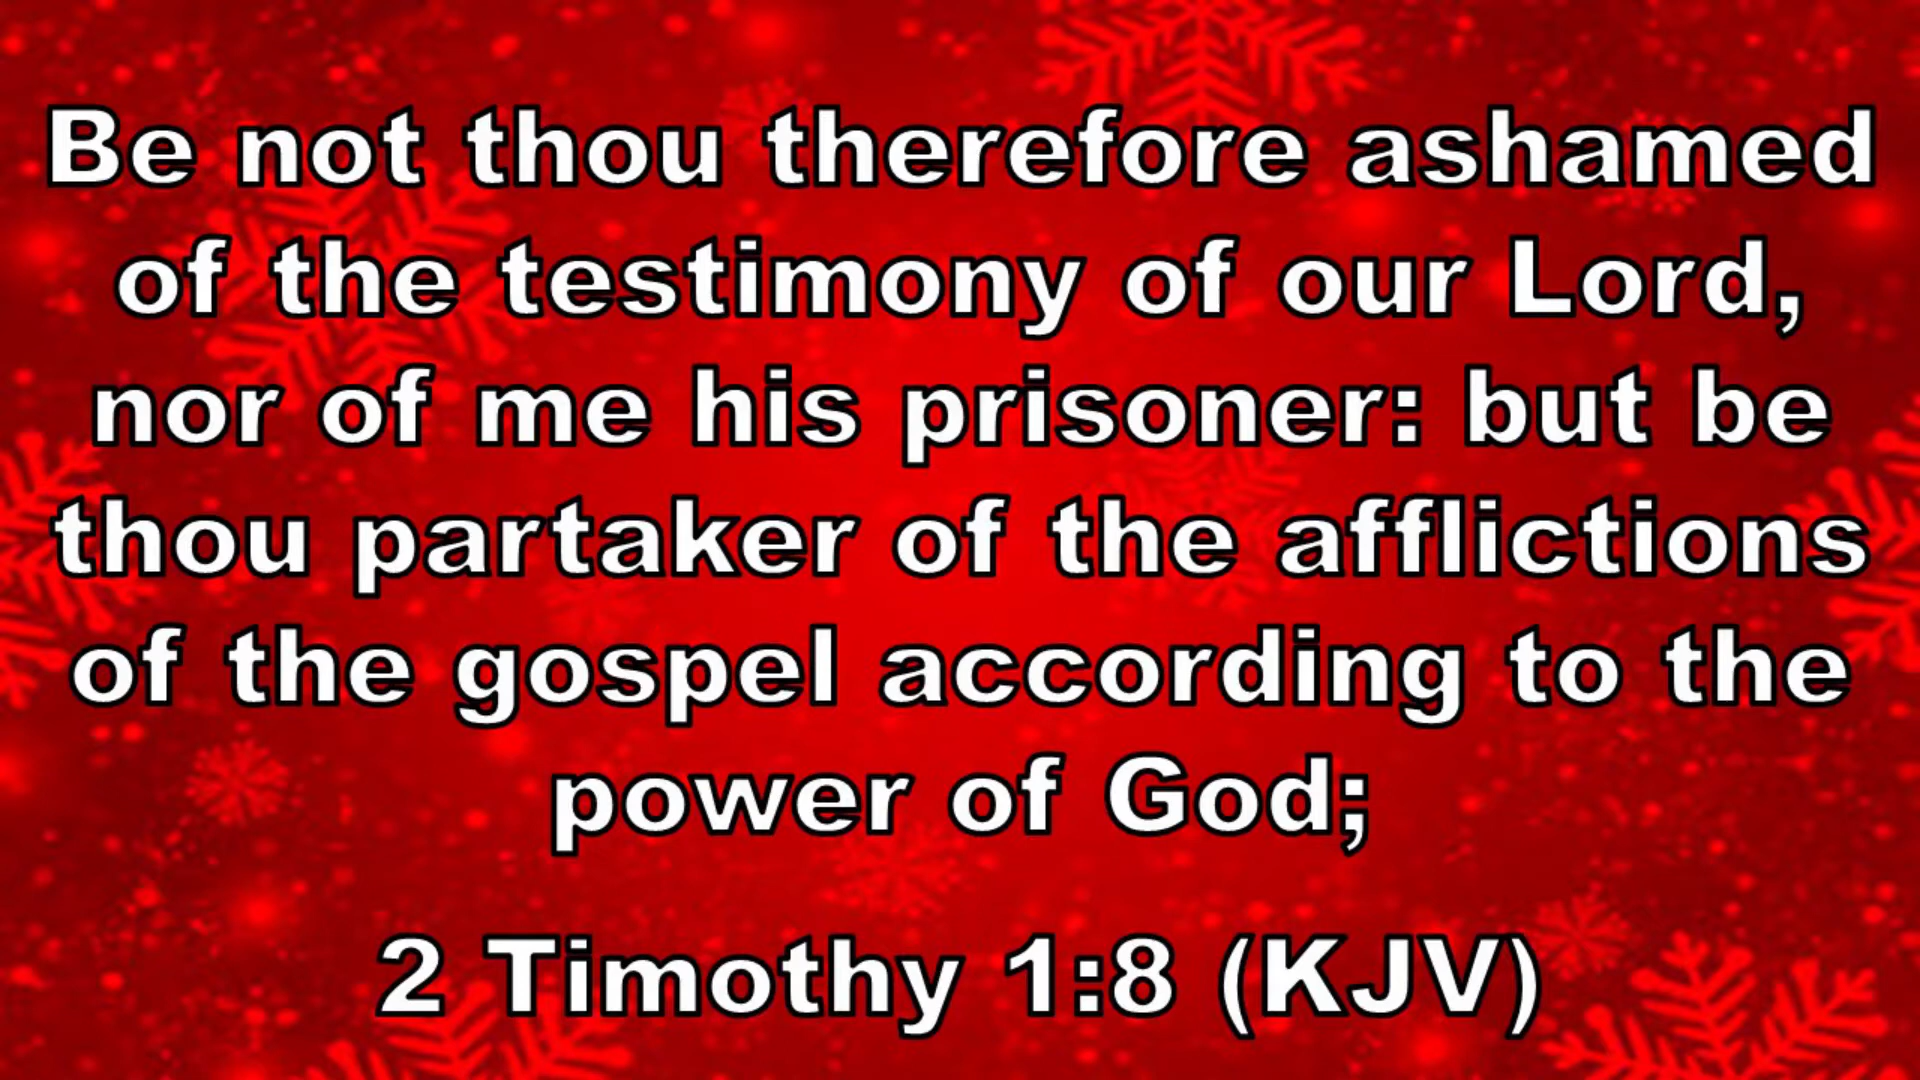 Be not thou therefore ashamed
of the testimony of our Lord,
nor of me his prisoner: but be
thou partaker of the afflictions
of the gospel according to the
power of God;
2 Timothy 1:8 (KJV)